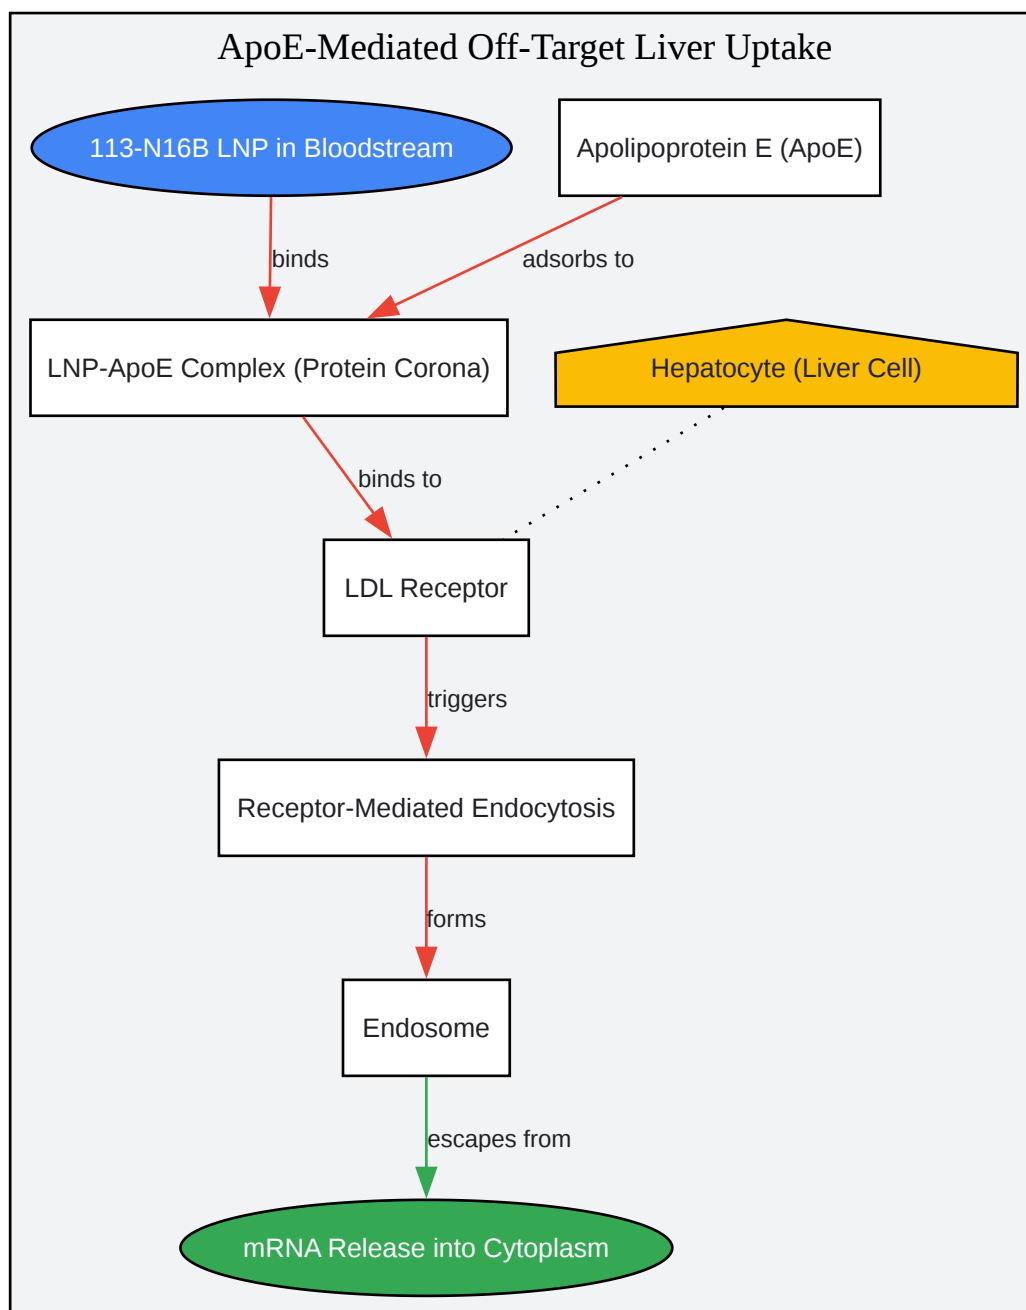 ApoE-Mediated Off-Target Liver Uptake
113-N16B LNP in Bloodstream
Apolipoprotein E (ApoE)
binds
adsorbs to
LNP-ApoE Complex (Protein Corona)
Hepatocyte (Liver Cell)
binds to
LDL Receptor
triggers
Receptor-Mediated Endocytosis
forms
Endosome
escapes from
mRNA Release into Cytoplasm